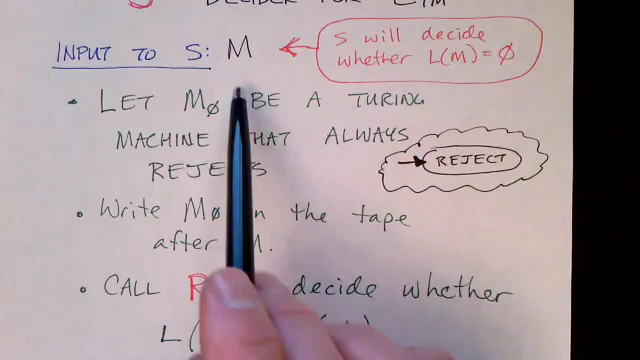 DECIDER FOR ETM
INPUT TO S: M
S will decide
whether L(M)=∅
• LET M∅ BE A TURING
MACHINE THAT ALWAYS
REJECTS
REJECT
• Write M∅ on the tape
after M.
• CALL R decide whether
L(